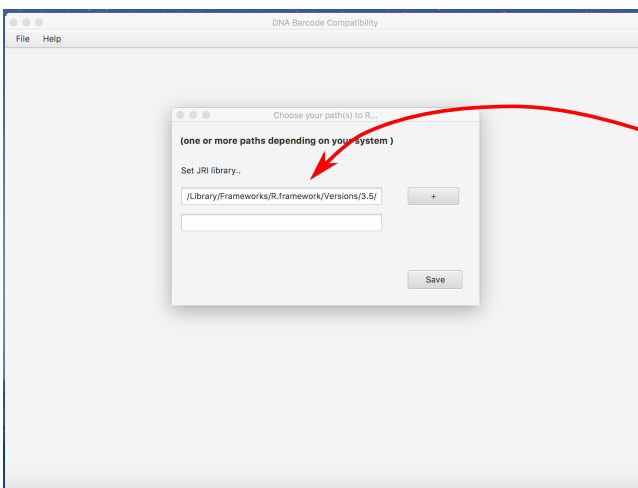 DNA Barcode Compatibility
File Help
Choose your path(s) to R...
(one or more paths depending on your system )
Set JRI library..
/Library/Frameworks/R.framework/Versions/3.5/
+
Save